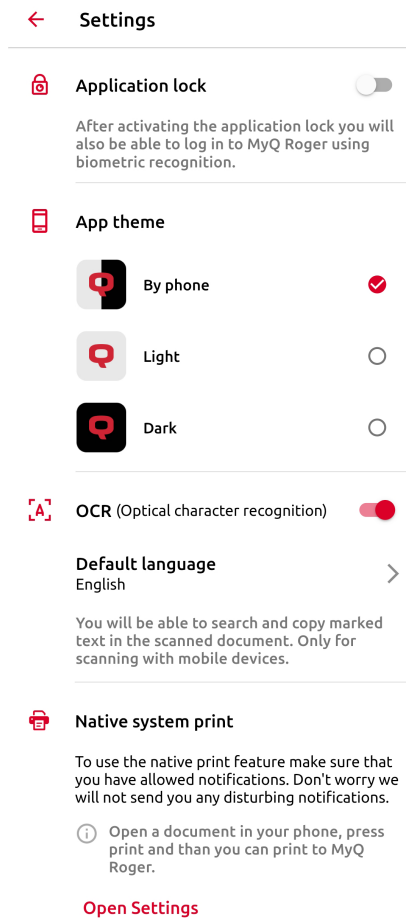 Settings
Application lock
After activating the application lock you will
also be able to log in to MyQ Roger using
biometric recognition.
App theme
By phone
Light
Dark
OCR (Optical character recognition)
Default language
English
You will be able to search and copy marked
text in the scanned document. Only for
scanning with mobile devices.
Native system print
To use the native print feature make sure that
you have allowed notifications. Don't worry we
will not send you any disturbing notifications.
Open a document in your phone, press
print and than you can print to MyQ
Roger.
Open Settings